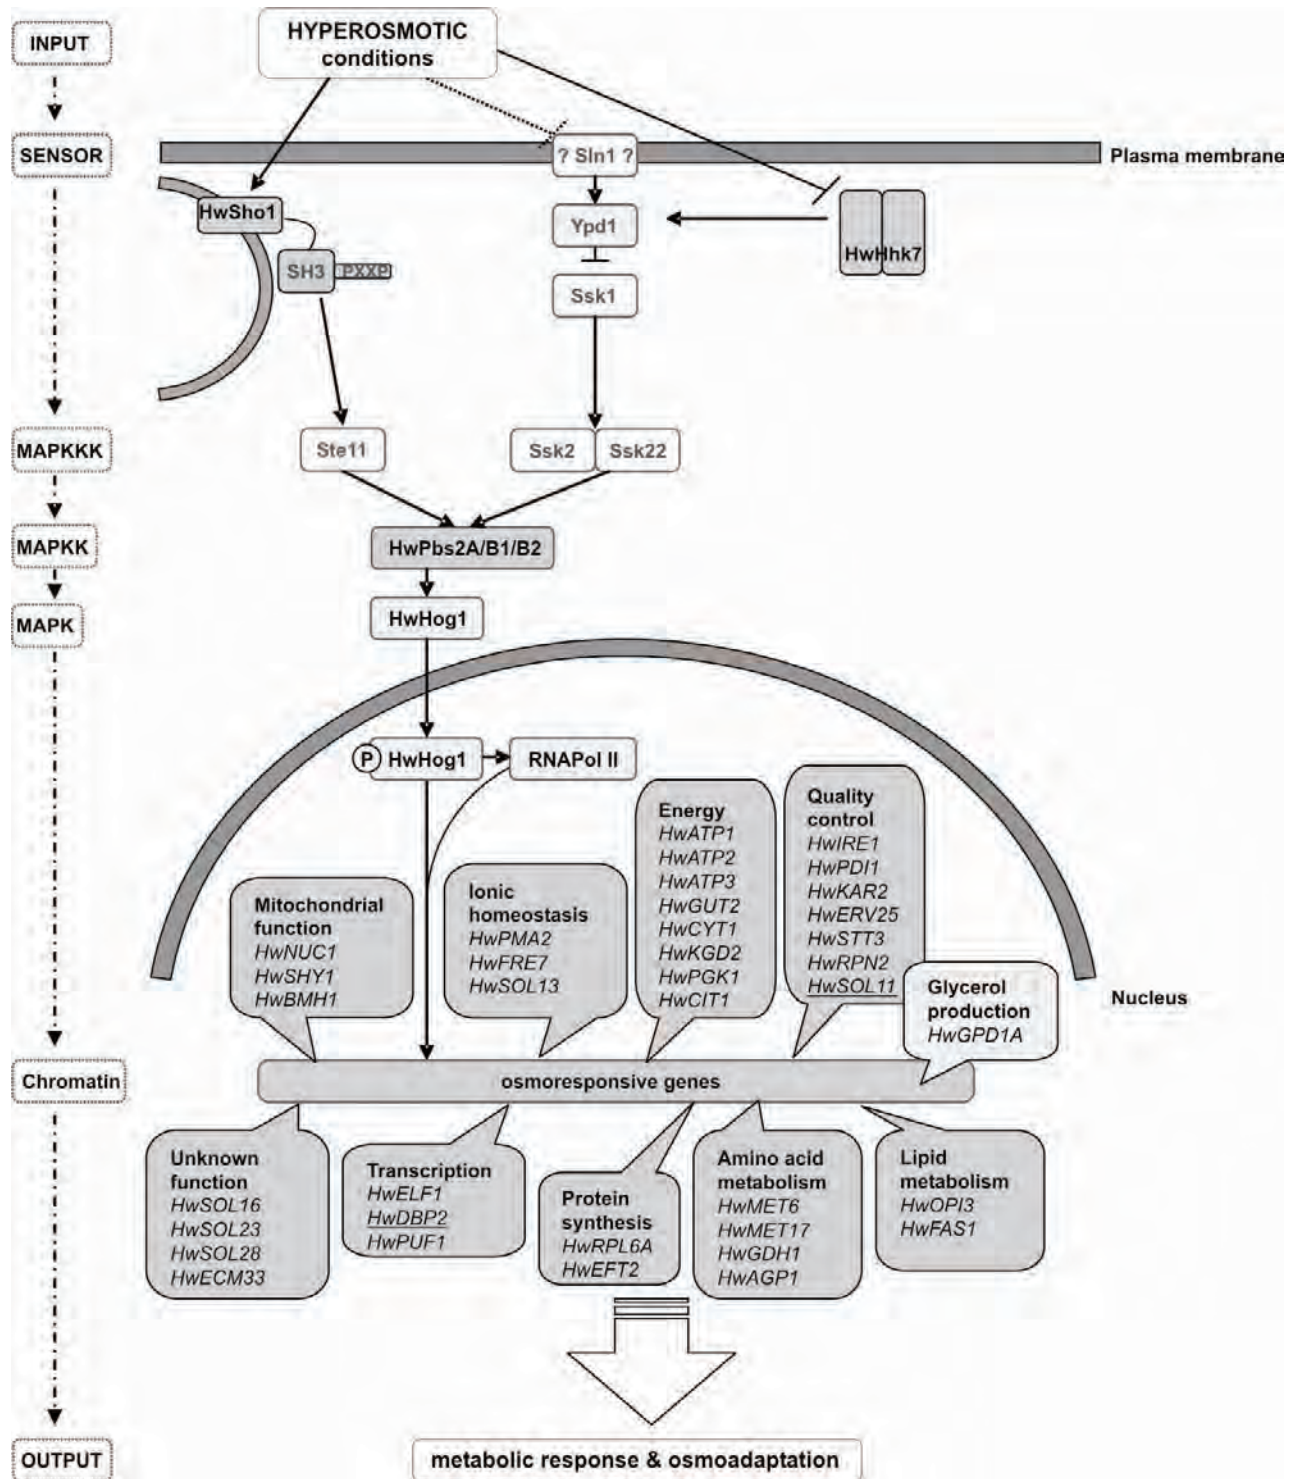 INPUT
HYPEROSMOTIC
conditions
SENSOR
? Sln1 ?
Plasma membrane
HwSho1
Ypd1
HwHhk7
SH3
PXXP
Ssk1
MAPKKK
Ste11
Ssk2
Ssk22
MAPKK
HwPbs2A/B1/B2
MAPK
HwHog1
P
HwHog1
RNAPol II
Mitochondrial
function
HwNUC1
HwSHY1
HwBMH1
Ionic
homeostasis
HwPMA2
HwFRE7
HwSOL13
Energy
HwATP1
HwATP2
HwATP3
HwGUT2
HwCYT1
HwKGD2
HwPGK1
HwCIT1
Quality
control
HwIRE1
HwPDI1
HwKAR2
HwERV25
HwSTT3
HwRPN2
HwSOL11
Glycerol
production
HwGPD1A
Nucleus
Chromatin
osmoresponsive genes
Unknown
function
HwSOL16
HwSOL23
HwSOL28
HwECM33
Transcription
HwELF1
HwDBP2
HwPUF1
Protein
synthesis
HwRPL6A
HwEFT2
Amino acid
metabolism
HwMET6
HwMET17
HwGDH1
HwAGP1
Lipid
metabolism
HwOPI3
HwFAS1
OUTPUT
metabolic response & osmoadaptation